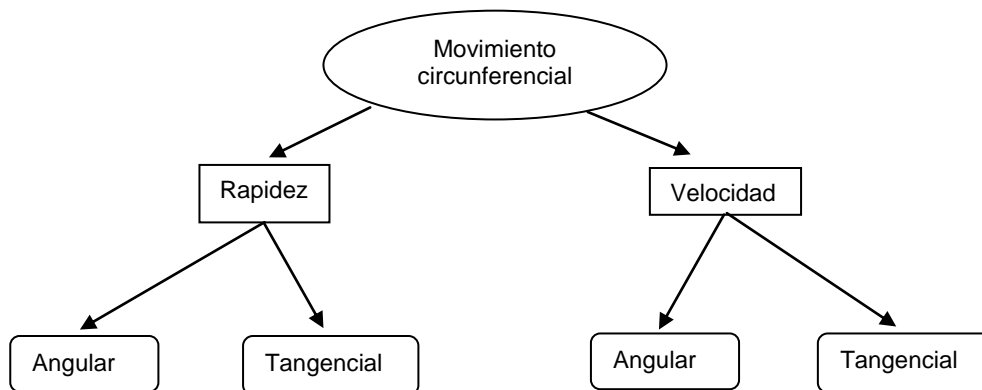 Movimiento
circunferencial
Rapidez
Velocidad
Angular
Tangencial
Angular
Tangencial